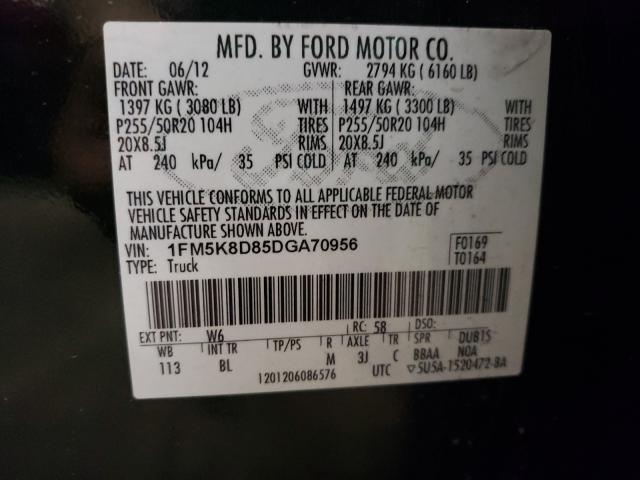 MFD. BY FORD MOTOR CO.
DATE: 06/12 GVWR: 2794 KG ( 6160 LB)
FRONT GAWR: REAR GAWR:
1397 KG ( 3080 LB) WITH 1497 KG ( 3300 LB) WITH
P255/50R20 104H TIRES P255/50R20 104H TIRES
20X8.5J RIMS 20X8.5J RIMS
AT 240 kPa/ 35 PSI COLD AT 240 kPa/ 35 PSI COLD
THIS VEHICLE CONFORMS TO ALL APPLICABLE FEDERAL MOTOR
VEHICLE SAFETY STANDARDS IN EFFECT ON THE DATE OF
MANUFACTURE SHOWN ABOVE.
VIN: 1FM5K8D85DGA70956 F0169
TYPE: Truck T0164
EXT PNT: W6 RC: 58 DSO:
WB INT TR TP/PS R AXLE TR SPR DUB1S
113 BL M 3J C BBAA NOA
1201206086576 UTC ▽5U5A-1520472-BA